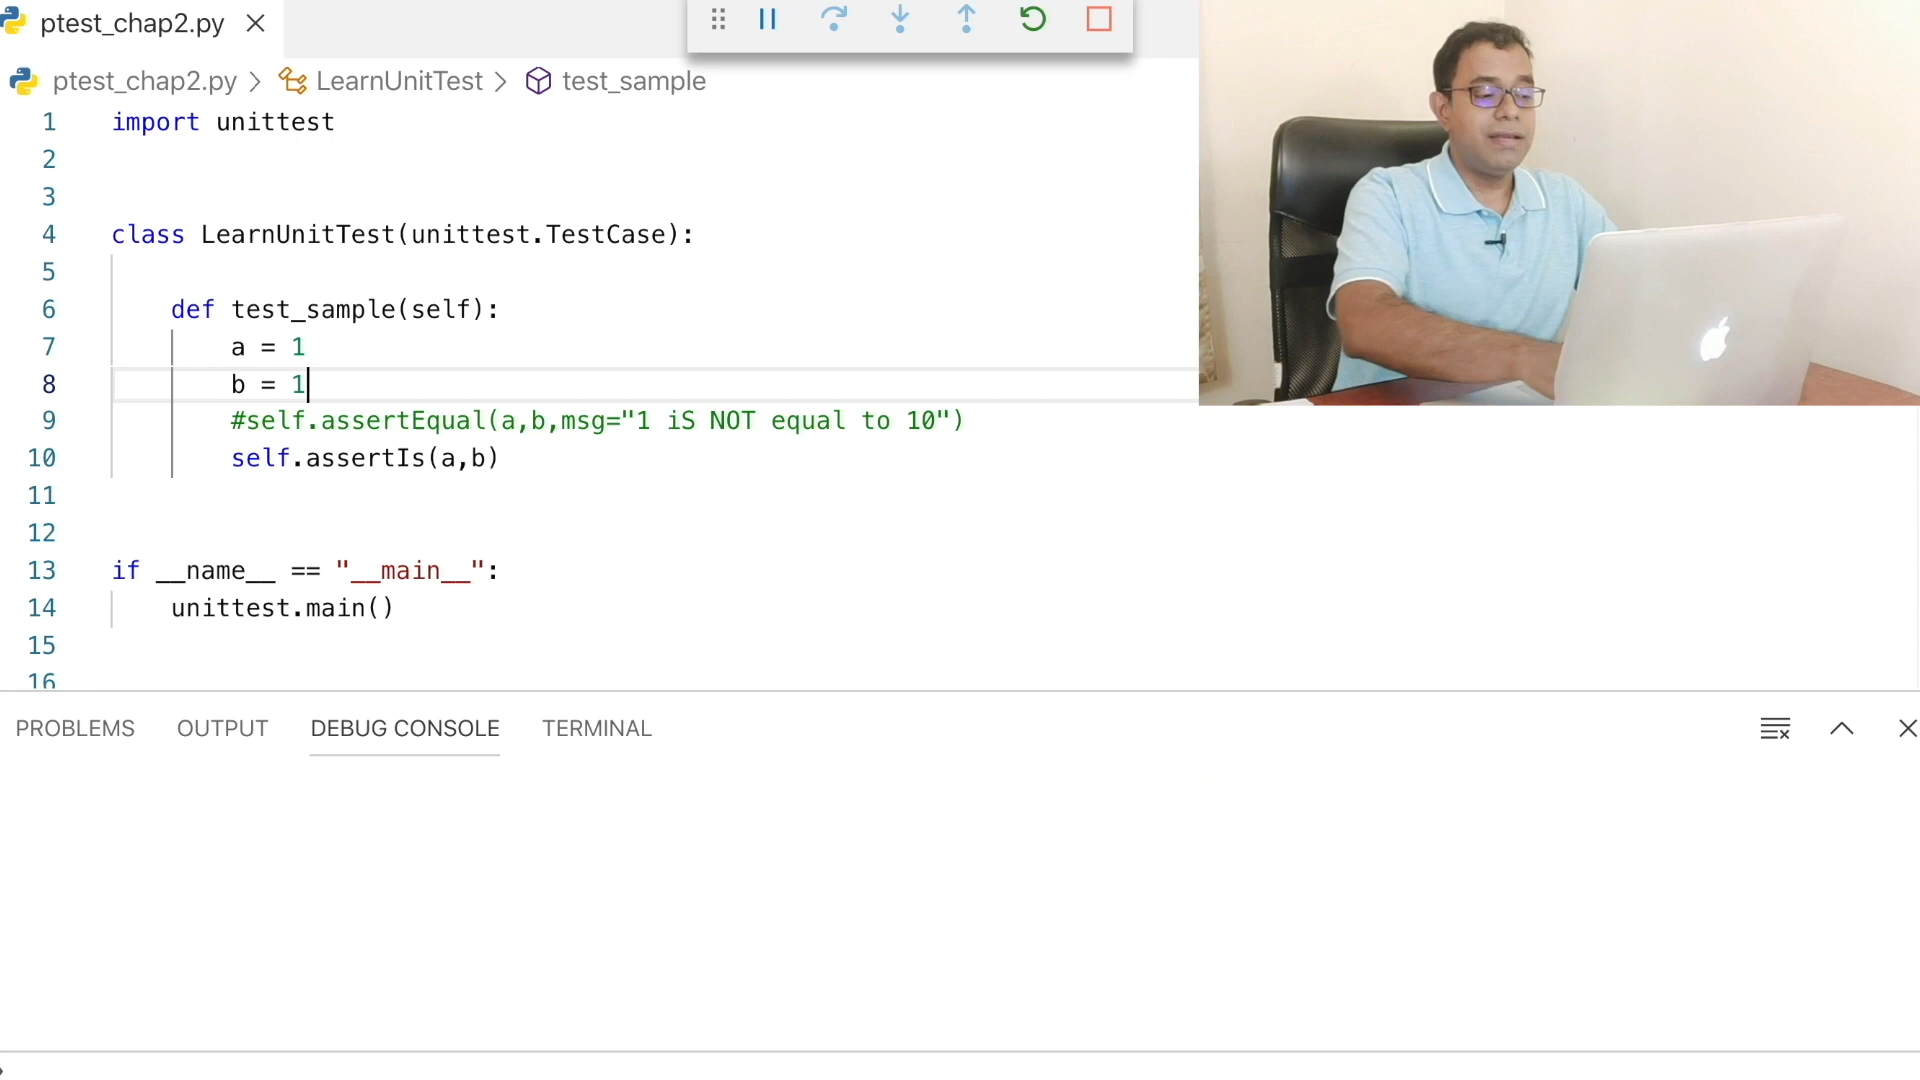 ptest_chap2.py
ptest_chap2.py > LearnUnitTest > test_sample
1 import unittest
2
3
4 class LearnUnitTest(unittest.TestCase):
5
6 def test_sample(self):
7 a = 1
8 b = 1
9 #self.assertEqual(a,b,msg="1 iS NOT equal to 10")
10 self.assertIs(a,b)
11
12
13 if __name__ == "__main__":
14 unittest.main()
15
16
PROBLEMS OUTPUT DEBUG CONSOLE TERMINAL